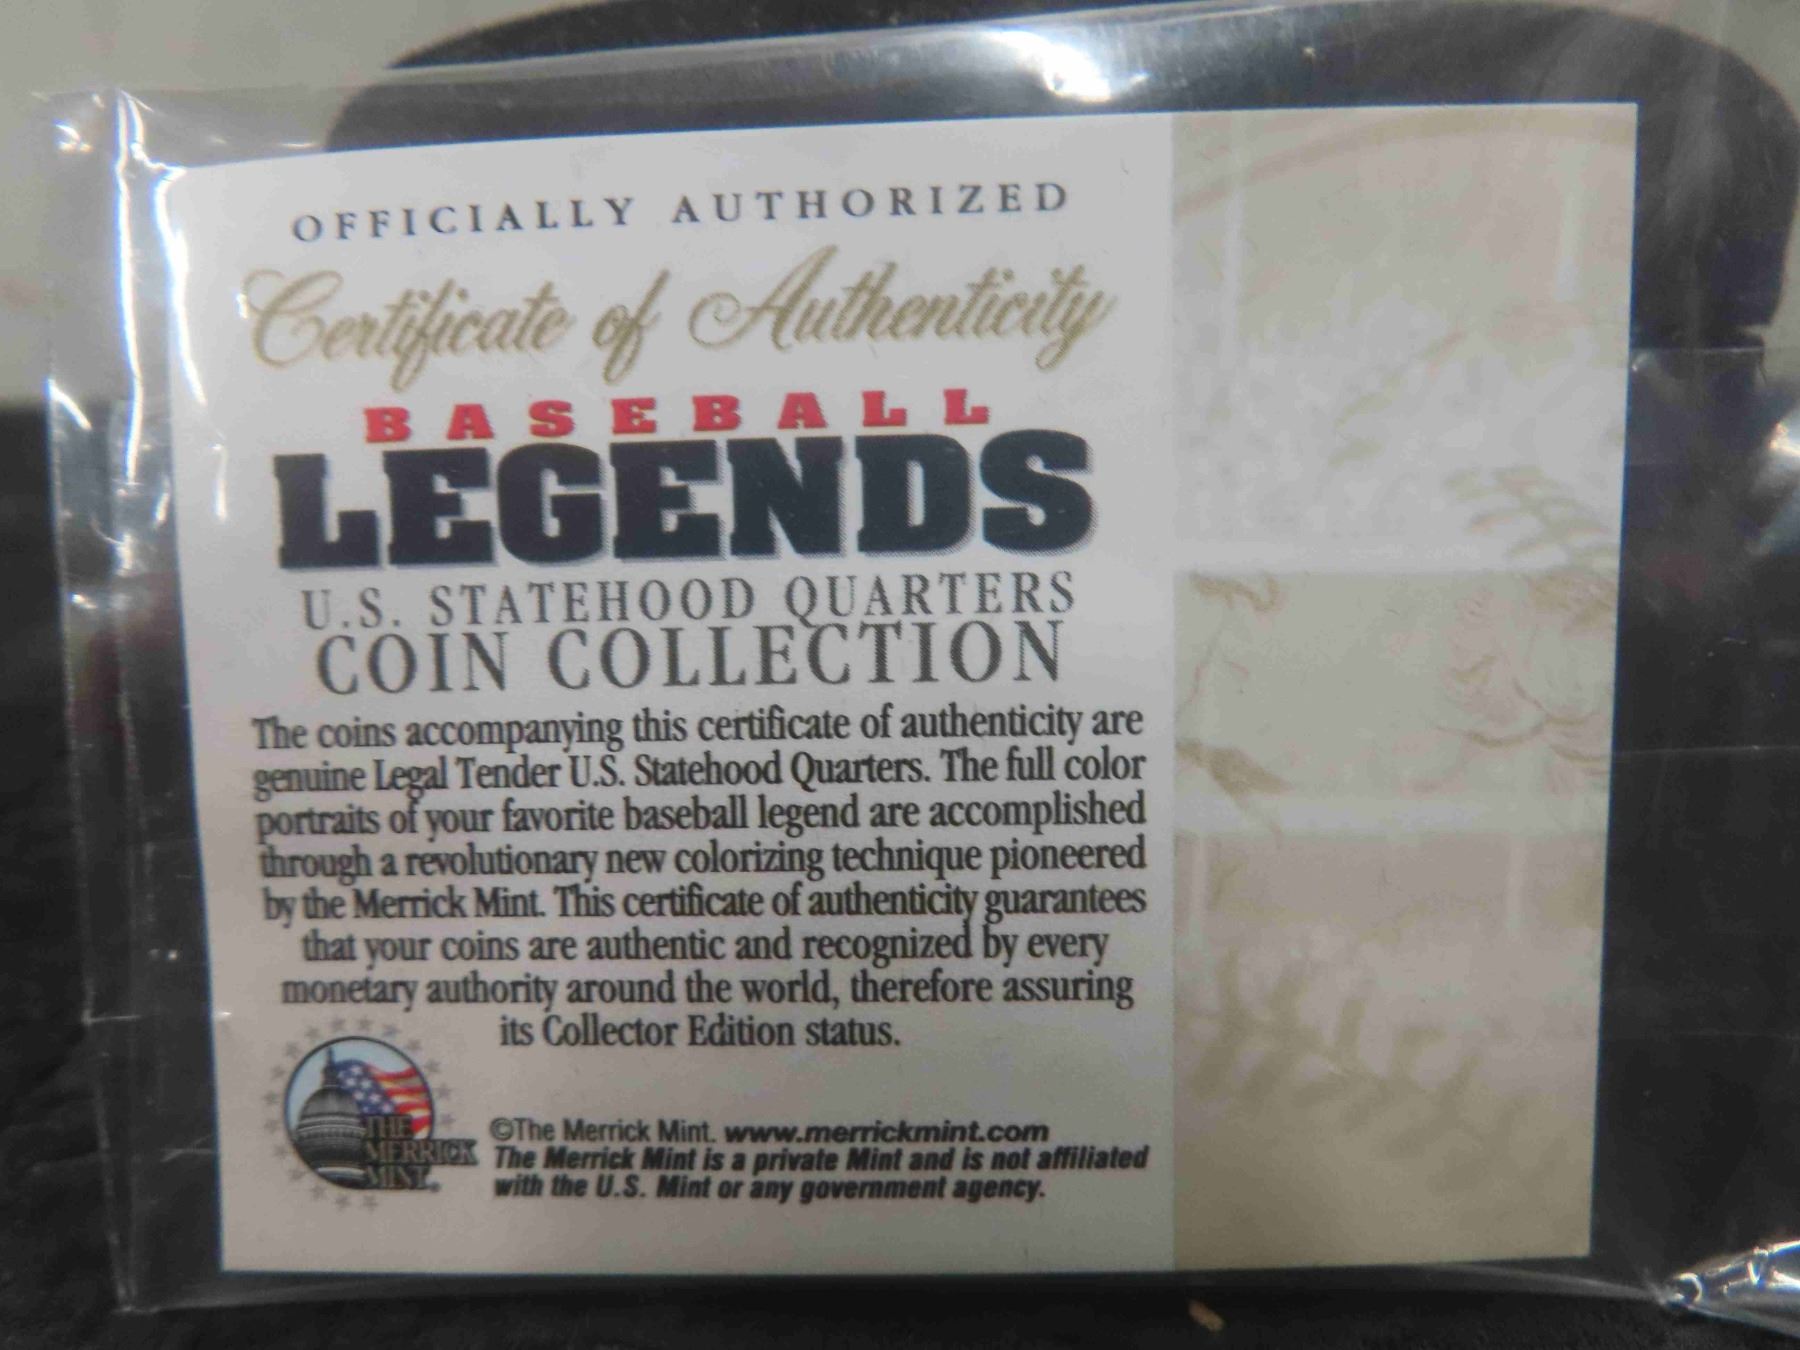 OFFICIALLY AUTHORIZED
Certificate of Authenticity
BASEBALL
LEGENDS
U.S. STATEHOOD QUARTERS
COIN COLLECTION
The coins accompanying this certificate of authenticity are
genuine Legal Tender U.S. Statehood Quarters. The full color
portraits of your favorite baseball legend are accomplished
through a revolutionary new colorizing technique pioneered
by the Merrick Mint. This certificate of authenticity guarantees
that your coins are authentic and recognized by every
monetary authority around the world, therefore assuring
its Collector Edition status.
THE
MERRICK
MINT®
©The Merrick Mint. www.merrickmint.com
The Merrick Mint is a private Mint and is not affiliated
with the U.S. Mint or any government agency.